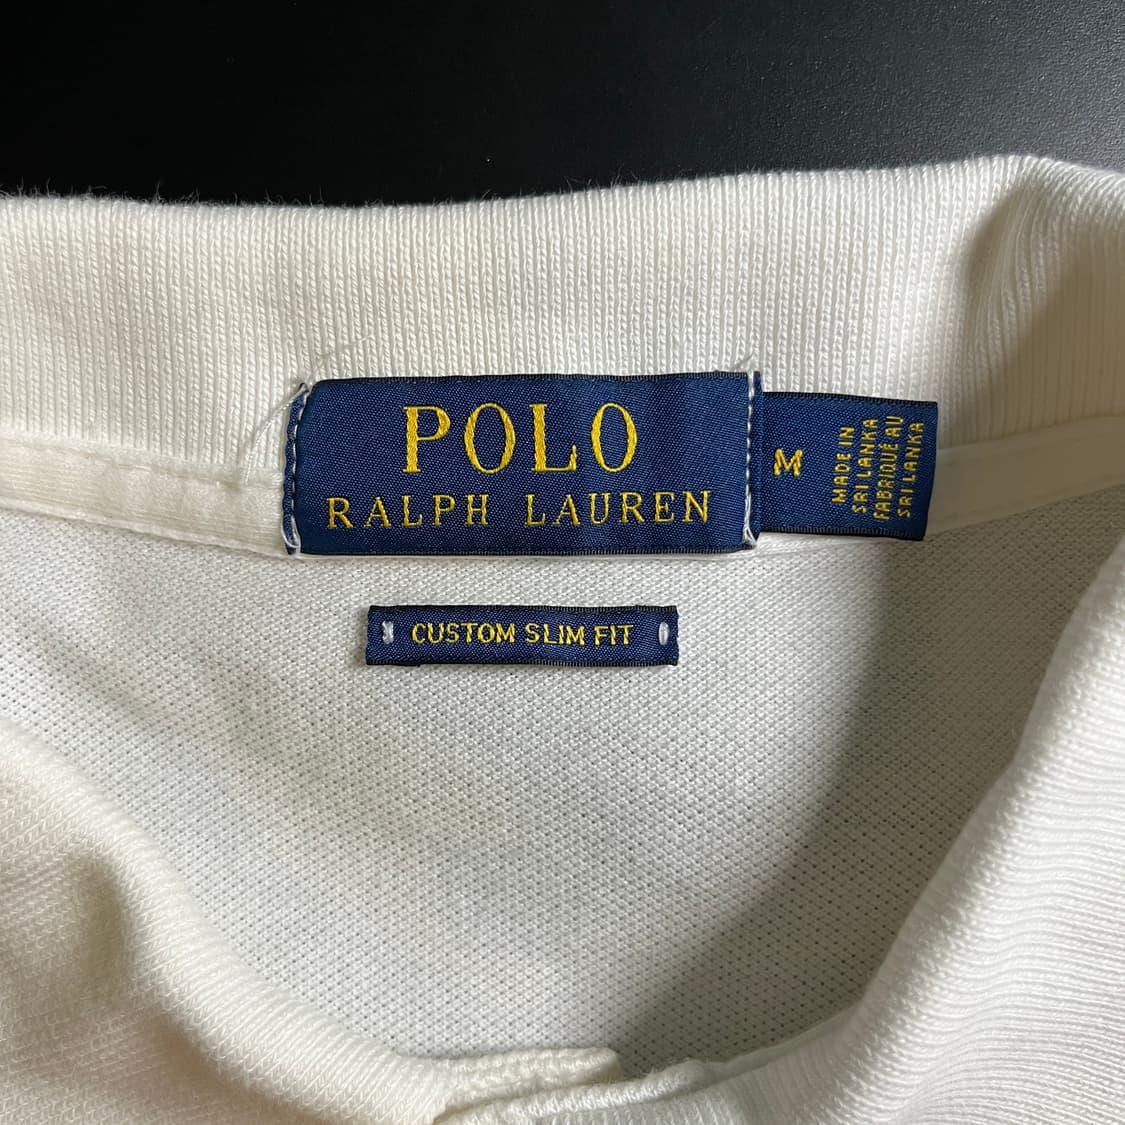 POLO
RALPH LAUREN
M
MADE IN
SRI LANKA
FABRIQUÉ AU
SRI LANKA
CUSTOM SLIM FIT